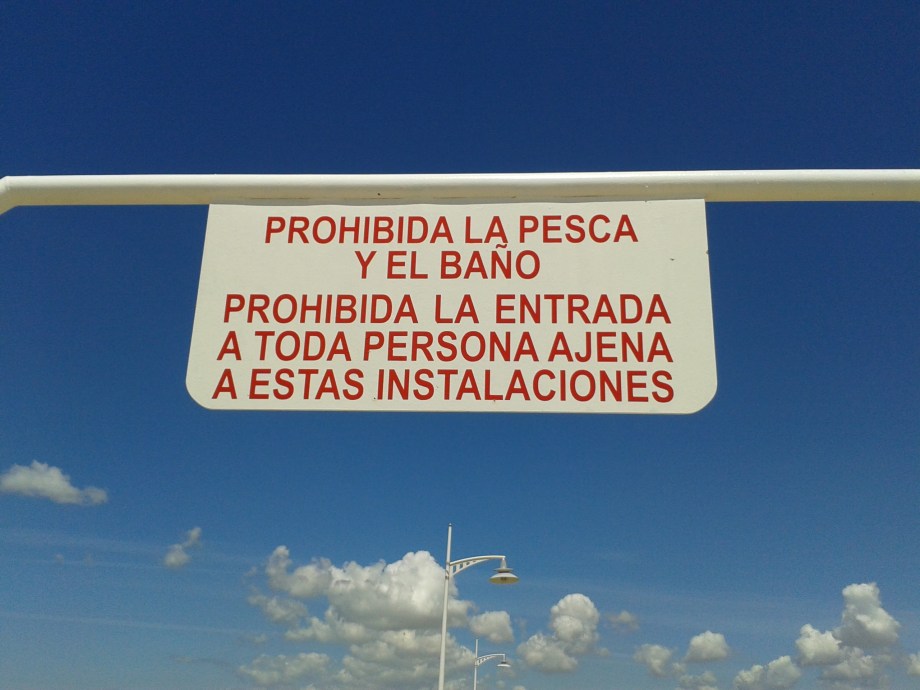 PROHIBIDA LA PESCA
Y EL BAÑO
PROHIBIDA LA ENTRADA
A TODA PERSONA AJENA
A ESTAS INSTALACIONES